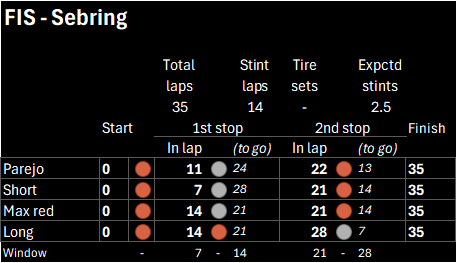 FIS - Sebring
Total laps Stint laps Tire sets Expctd stints
35 14 - 2.5
Start 1st stop 2nd stop Finish
In lap (to go) In lap (to go)
Parejo 0 11 24 22 13 35
Short 0 7 28 21 14 35
Max red 0 14 21 21 14 35
Long 0 14 21 28 7 35
Window - 7 - 14 21 - 28